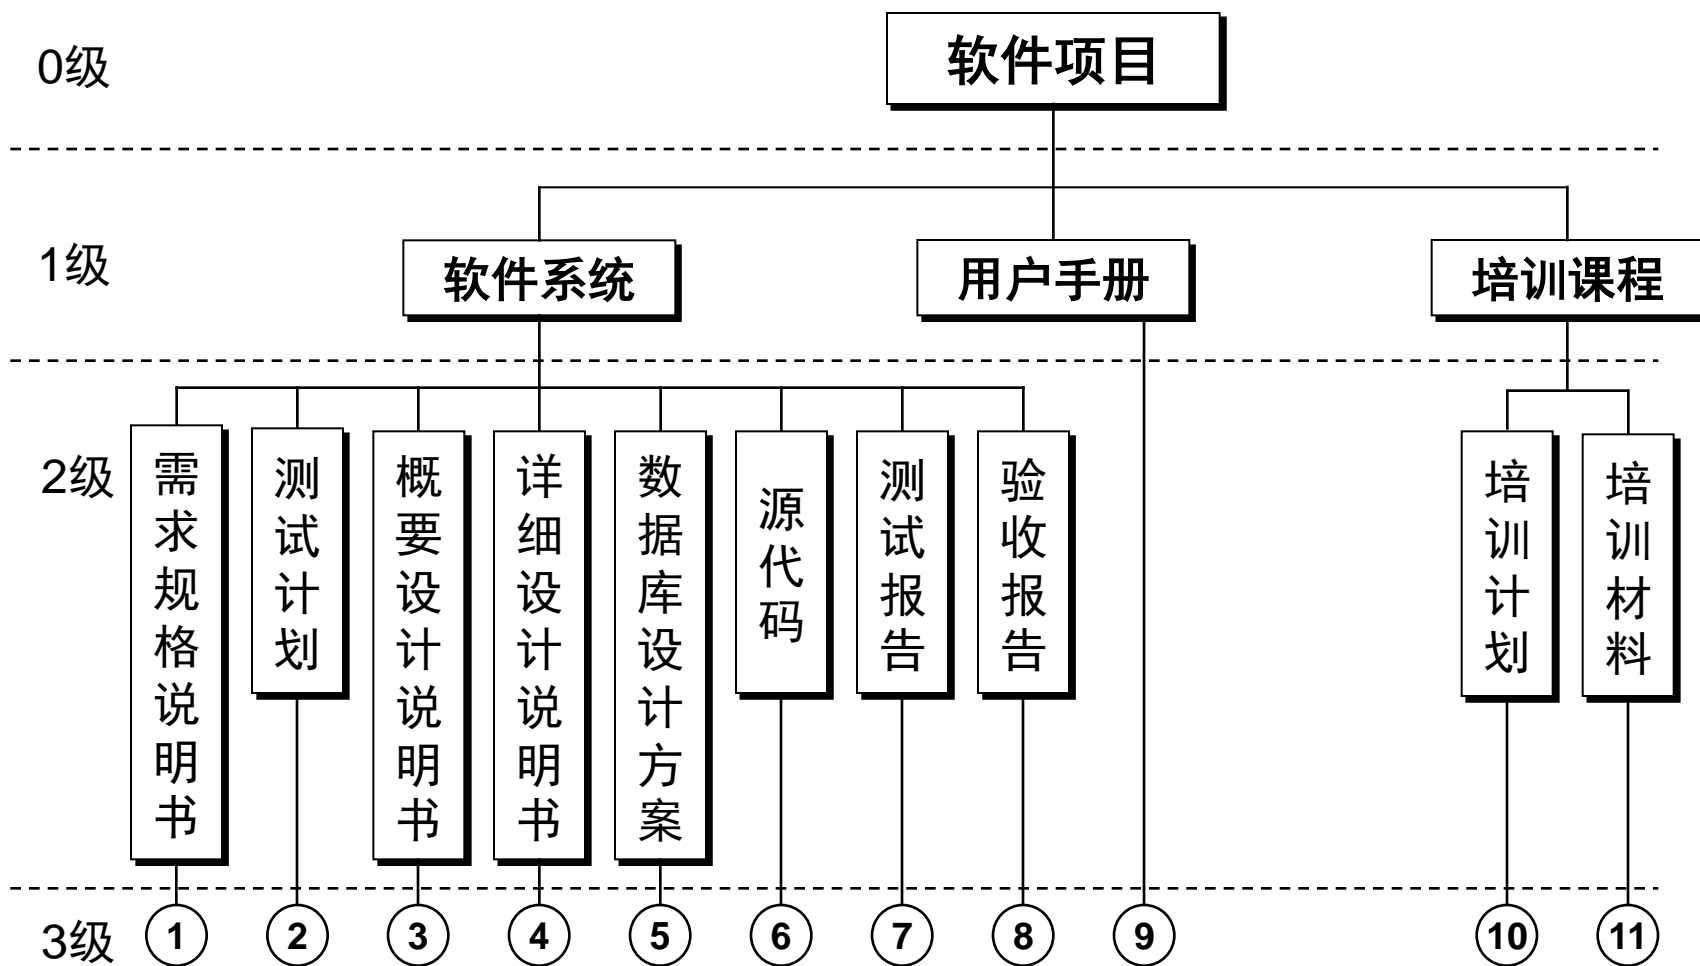 0级
软件项目
1级
软件系统
用户手册
培训课程
2级
需求规格说明书
测试计划
概要设计说明书
详细设计说明书
数据库设计方案
源代码
测试报告
验收报告
培训计划
培训材料
3级
1
2
3
4
5
6
7
8
9
10
11